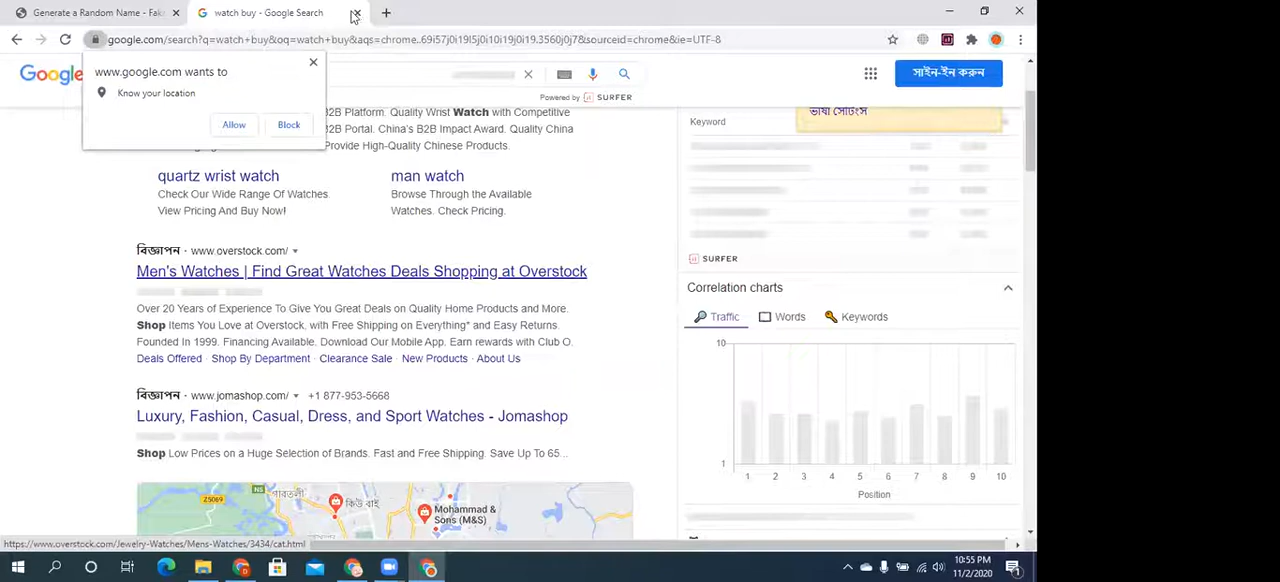 Generate a Random Name - Fak
watch buy - Google Search
google.com/search?q=watch+buy&oq=watch+buy&aqs=chrome..69i57j0i19l5j0i10i19j0i19.3560j0j7&sourceid=chrome&ie=UTF-8
www.google.com wants to
Know your location
Allow
Block
Google
সাইন-ইন করুন
Powered by SURFER
2B Platform. Quality Wrist Watch with Competitive
2B Portal. China's B2B Impact Award. Quality China
Provide High-Quality Chinese Products.
quartz wrist watch
Check Our Wide Range Of Watches
View Pricing And Buy Now!
man watch
Browse Through the Available
Watches. Check Pricing.
বিজ্ঞাপন · www.overstock.com/
Men's Watches | Find Great Watches Deals Shopping at Overstock
Over 20 Years of Experience To Give You Great Deals on Quality Home Products and More.
Shop Items You Love at Overstock, with Free Shipping on Everything* and Easy Returns.
Founded In 1999. Financing Available. Download Our Mobile App. Earn rewards with Club O.
Deals Offered · Shop By Department · Clearance Sale · New Products · About Us
বিজ্ঞাপন · www.jomashop.com/ +1 877-953-5668
Luxury, Fashion, Casual, Dress, and Sport Watches - Jomashop
Shop Low Prices on a Huge Selection of Brands. Fast and Free Shipping. Save Up To 65...
Z5069
N5
গাবতলী
কিউ বাই
Mohammad &
Sons (M&S)
ভাষা সেটিংস
Keyword
SURFER
Correlation charts
Traffic
Words
Keywords
10
1
1 2 3 4 5 6 7 8 9 10
Position
https://www.overstock.com/Jewelry-Watches/Mens-Watches/3434/cat.html
10:55 PM
11/2/2020
1